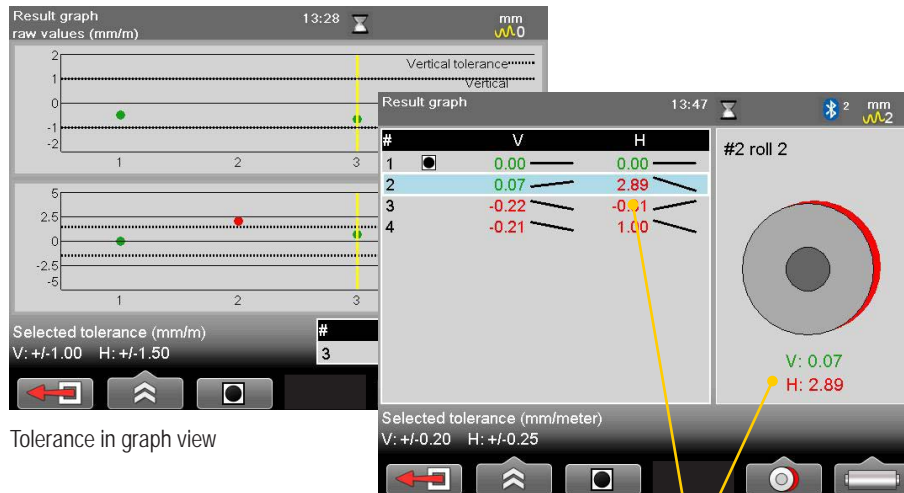 Result graph
raw values (mm/m)
13:28
mm
0
2
1
0
-1
-2
Vertical tolerance
Vertical
1 2 3
5
2.5
0
-2.5
-5
1 2 3
Selected tolerance (mm/m)
V: +/-1.00 H: +/-1.50
#
3
Tolerance in graph view
Result graph
13:47
2
mm
2
# V H
1 0.00 0.00
2 0.07 2.89
3 -0.22
4 -0.21 1.00
#2 roll 2
V: 0.07
H: 2.89
Selected tolerance (mm/meter)
V: +/-0.20 H: +/-0.25